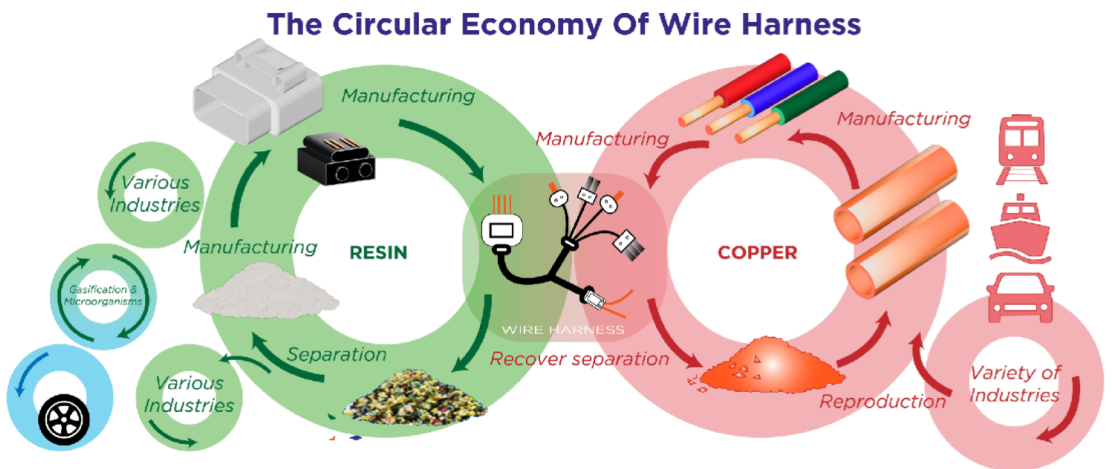 The Circular Economy Of Wire Harness
Manufacturing
Manufacturing
Manufacturing
Various
Industries
Manufacturing
RESIN
COPPER
Gasification &
Microorganisms
WIRE HARNESS
Separation
Recover separation
Various
Industries
Variety of
Industries
Reproduction